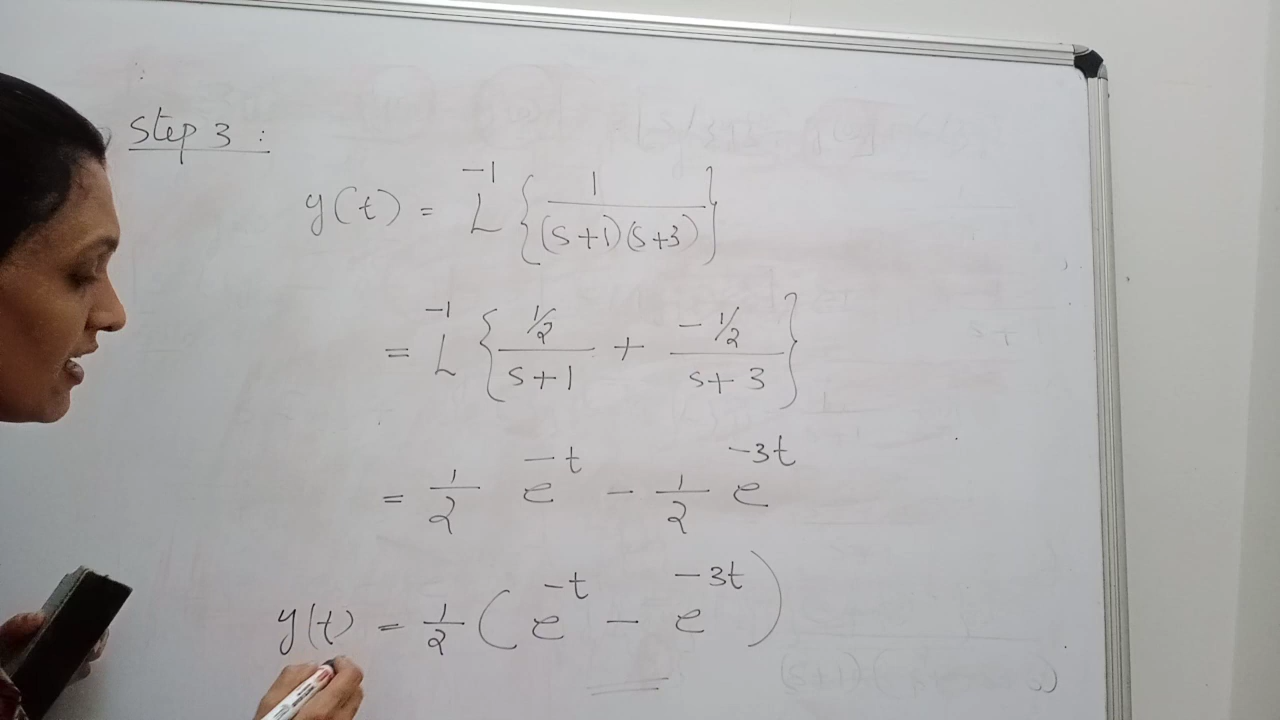 Step 3 :
y(t) = L⁻¹ { 1 / (s+1)(s+3) }
= L⁻¹ { ½ / s+1 + -½ / s+3 }
= 1/2 e^-t - 1/2 e^-3t
y(t) = 1/2 ( e^-t - e^-3t )